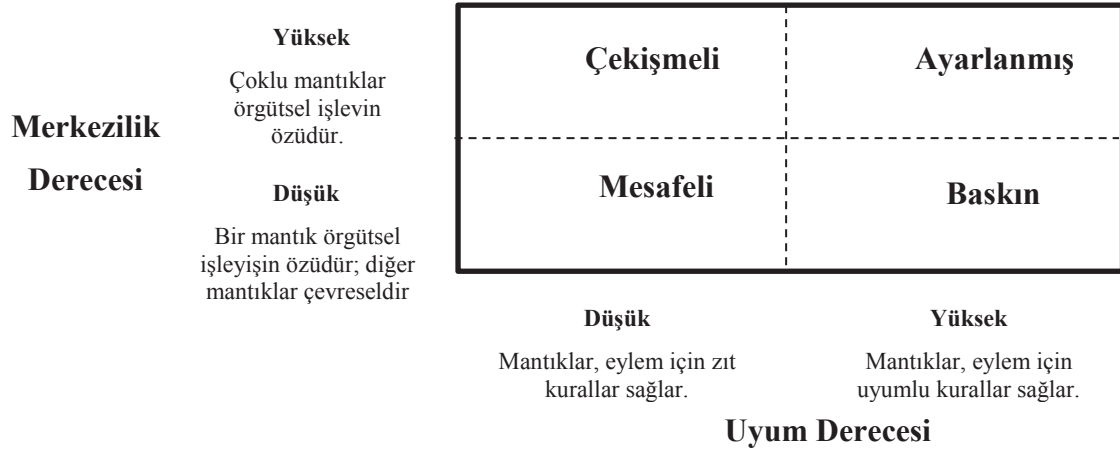 Yüksek
Çoklu mantıklar
örgütsel işlevin
özüdür.
Merkezilik
Derecesi
Düşük
Bir mantık örgütsel
işleyişin özüdür; diğer
mantıklar çevreseldir
Çekişmeli
Ayarlanmış
Mesafeli
Baskın
Düşük
Mantıklar, eylem için zıt
kurallar sağlar.
Yüksek
Mantıklar, eylem için
uyumlu kurallar sağlar.
Uyum Derecesi